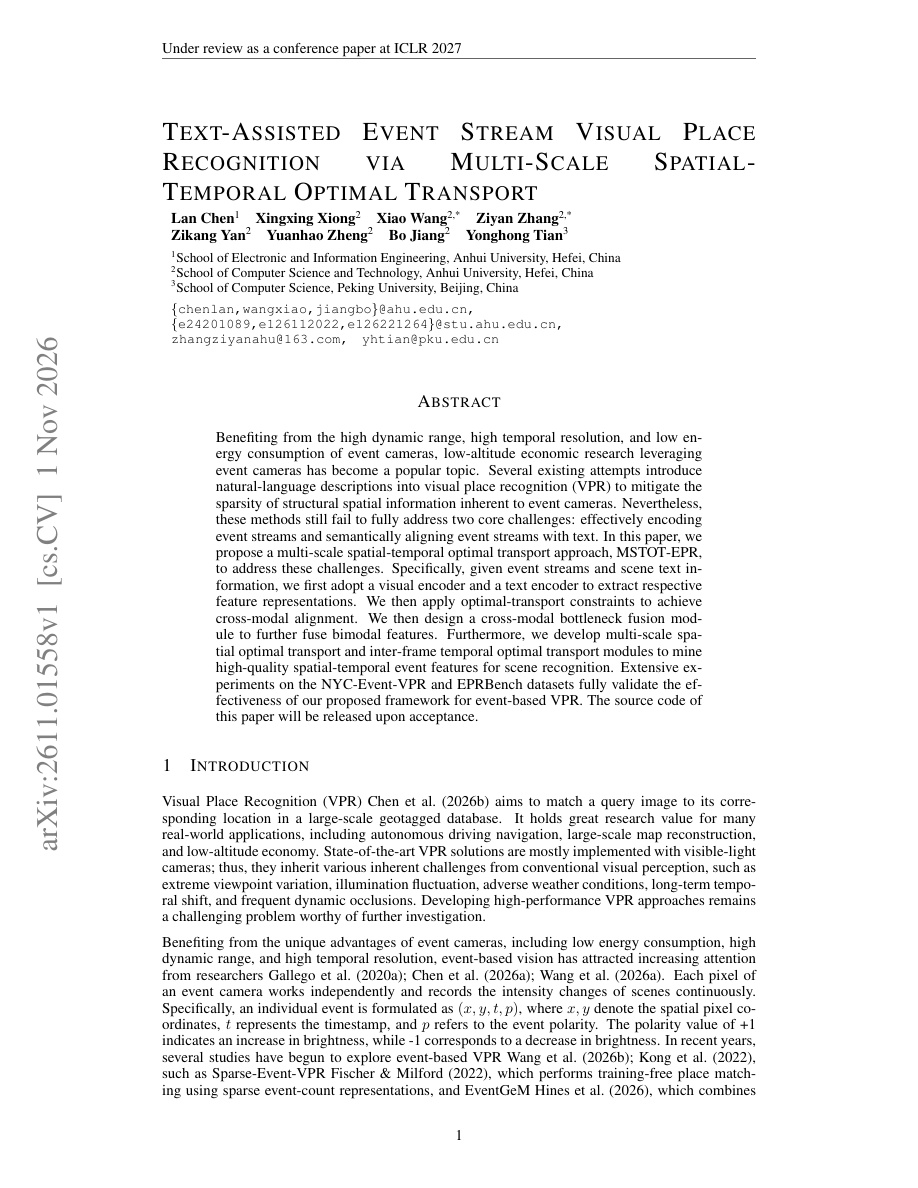 Under review as a conference paper at ICLR 2027
TEXT-ASSISTED EVENT STREAM VISUAL PLACE
RECOGNITION VIA MULTI-SCALE SPATIAL-
TEMPORAL OPTIMAL TRANSPORT
Lan Chen1 Xingxing Xiong2 Xiao Wang2,* Ziyan Zhang2,*
Zikang Yan2 Yuanhao Zheng2 Bo Jiang2 Yonghong Tian3
1School of Electronic and Information Engineering, Anhui University, Hefei, China
2School of Computer Science and Technology, Anhui University, Hefei, China
3School of Computer Science, Peking University, Beijing, China
{chenlan,wangxiao,jiangbo}@ahu.edu.cn,
{e24201089,e126112022,e126221264}@stu.ahu.edu.cn,
zhangziyanahu@163.com, yhtian@pku.edu.cn
ABSTRACT
Benefiting from the high dynamic range, high temporal resolution, and low en-
ergy consumption of event cameras, low-altitude economic research leveraging
event cameras has become a popular topic. Several existing attempts introduce
natural-language descriptions into visual place recognition (VPR) to mitigate the
sparsity of structural spatial information inherent to event cameras. Nevertheless,
these methods still fail to fully address two core challenges: effectively encoding
event streams and semantically aligning event streams with text. In this paper, we
propose a multi-scale spatial-temporal optimal transport approach, MSTOT-EPR,
to address these challenges. Specifically, given event streams and scene text in-
formation, we first adopt a visual encoder and a text encoder to extract respective
feature representations. We then apply optimal-transport constraints to achieve
cross-modal alignment. We then design a cross-modal bottleneck fusion mod-
ule to further fuse bimodal features. Furthermore, we develop multi-scale spa-
tial optimal transport and inter-frame temporal optimal transport modules to mine
high-quality spatial-temporal event features for scene recognition. Extensive ex-
periments on the NYC-Event-VPR and EPRBench datasets fully validate the ef-
fectiveness of our proposed framework for event-based VPR. The source code of
this paper will be released upon acceptance.
1 INTRODUCTION
Visual Place Recognition (VPR) Chen et al. (2026b) aims to match a query image to its corre-
sponding location in a large-scale geotagged database. It holds great research value for many
real-world applications, including autonomous driving navigation, large-scale map reconstruction,
and low-altitude economy. State-of-the-art VPR solutions are mostly implemented with visible-light
cameras; thus, they inherit various inherent challenges from conventional visual perception, such as
extreme viewpoint variation, illumination fluctuation, adverse weather conditions, long-term tempo-
ral shift, and frequent dynamic occlusions. Developing high-performance VPR approaches remains
a challenging problem worthy of further investigation.
Benefiting from the unique advantages of event cameras, including low energy consumption, high
dynamic range, and high temporal resolution, event-based vision has attracted increasing attention
from researchers Gallego et al. (2020a); Chen et al. (2026a); Wang et al. (2026a). Each pixel of
an event camera works independently and records the intensity changes of scenes continuously.
Specifically, an individual event is formulated as (x, y, t, p), where x, y denote the spatial pixel co-
ordinates, t represents the timestamp, and p refers to the event polarity. The polarity value of +1
indicates an increase in brightness, while -1 corresponds to a decrease in brightness. In recent years,
several studies have begun to explore event-based VPR Wang et al. (2026b); Kong et al. (2022),
such as Sparse-Event-VPR Fischer & Milford (2022), which performs training-free place match-
ing using sparse event-count representations, and EventGeM Hines et al. (2026), which combines
1
arXiv:2611.01558v1 [cs.CV] 1 Nov 2026